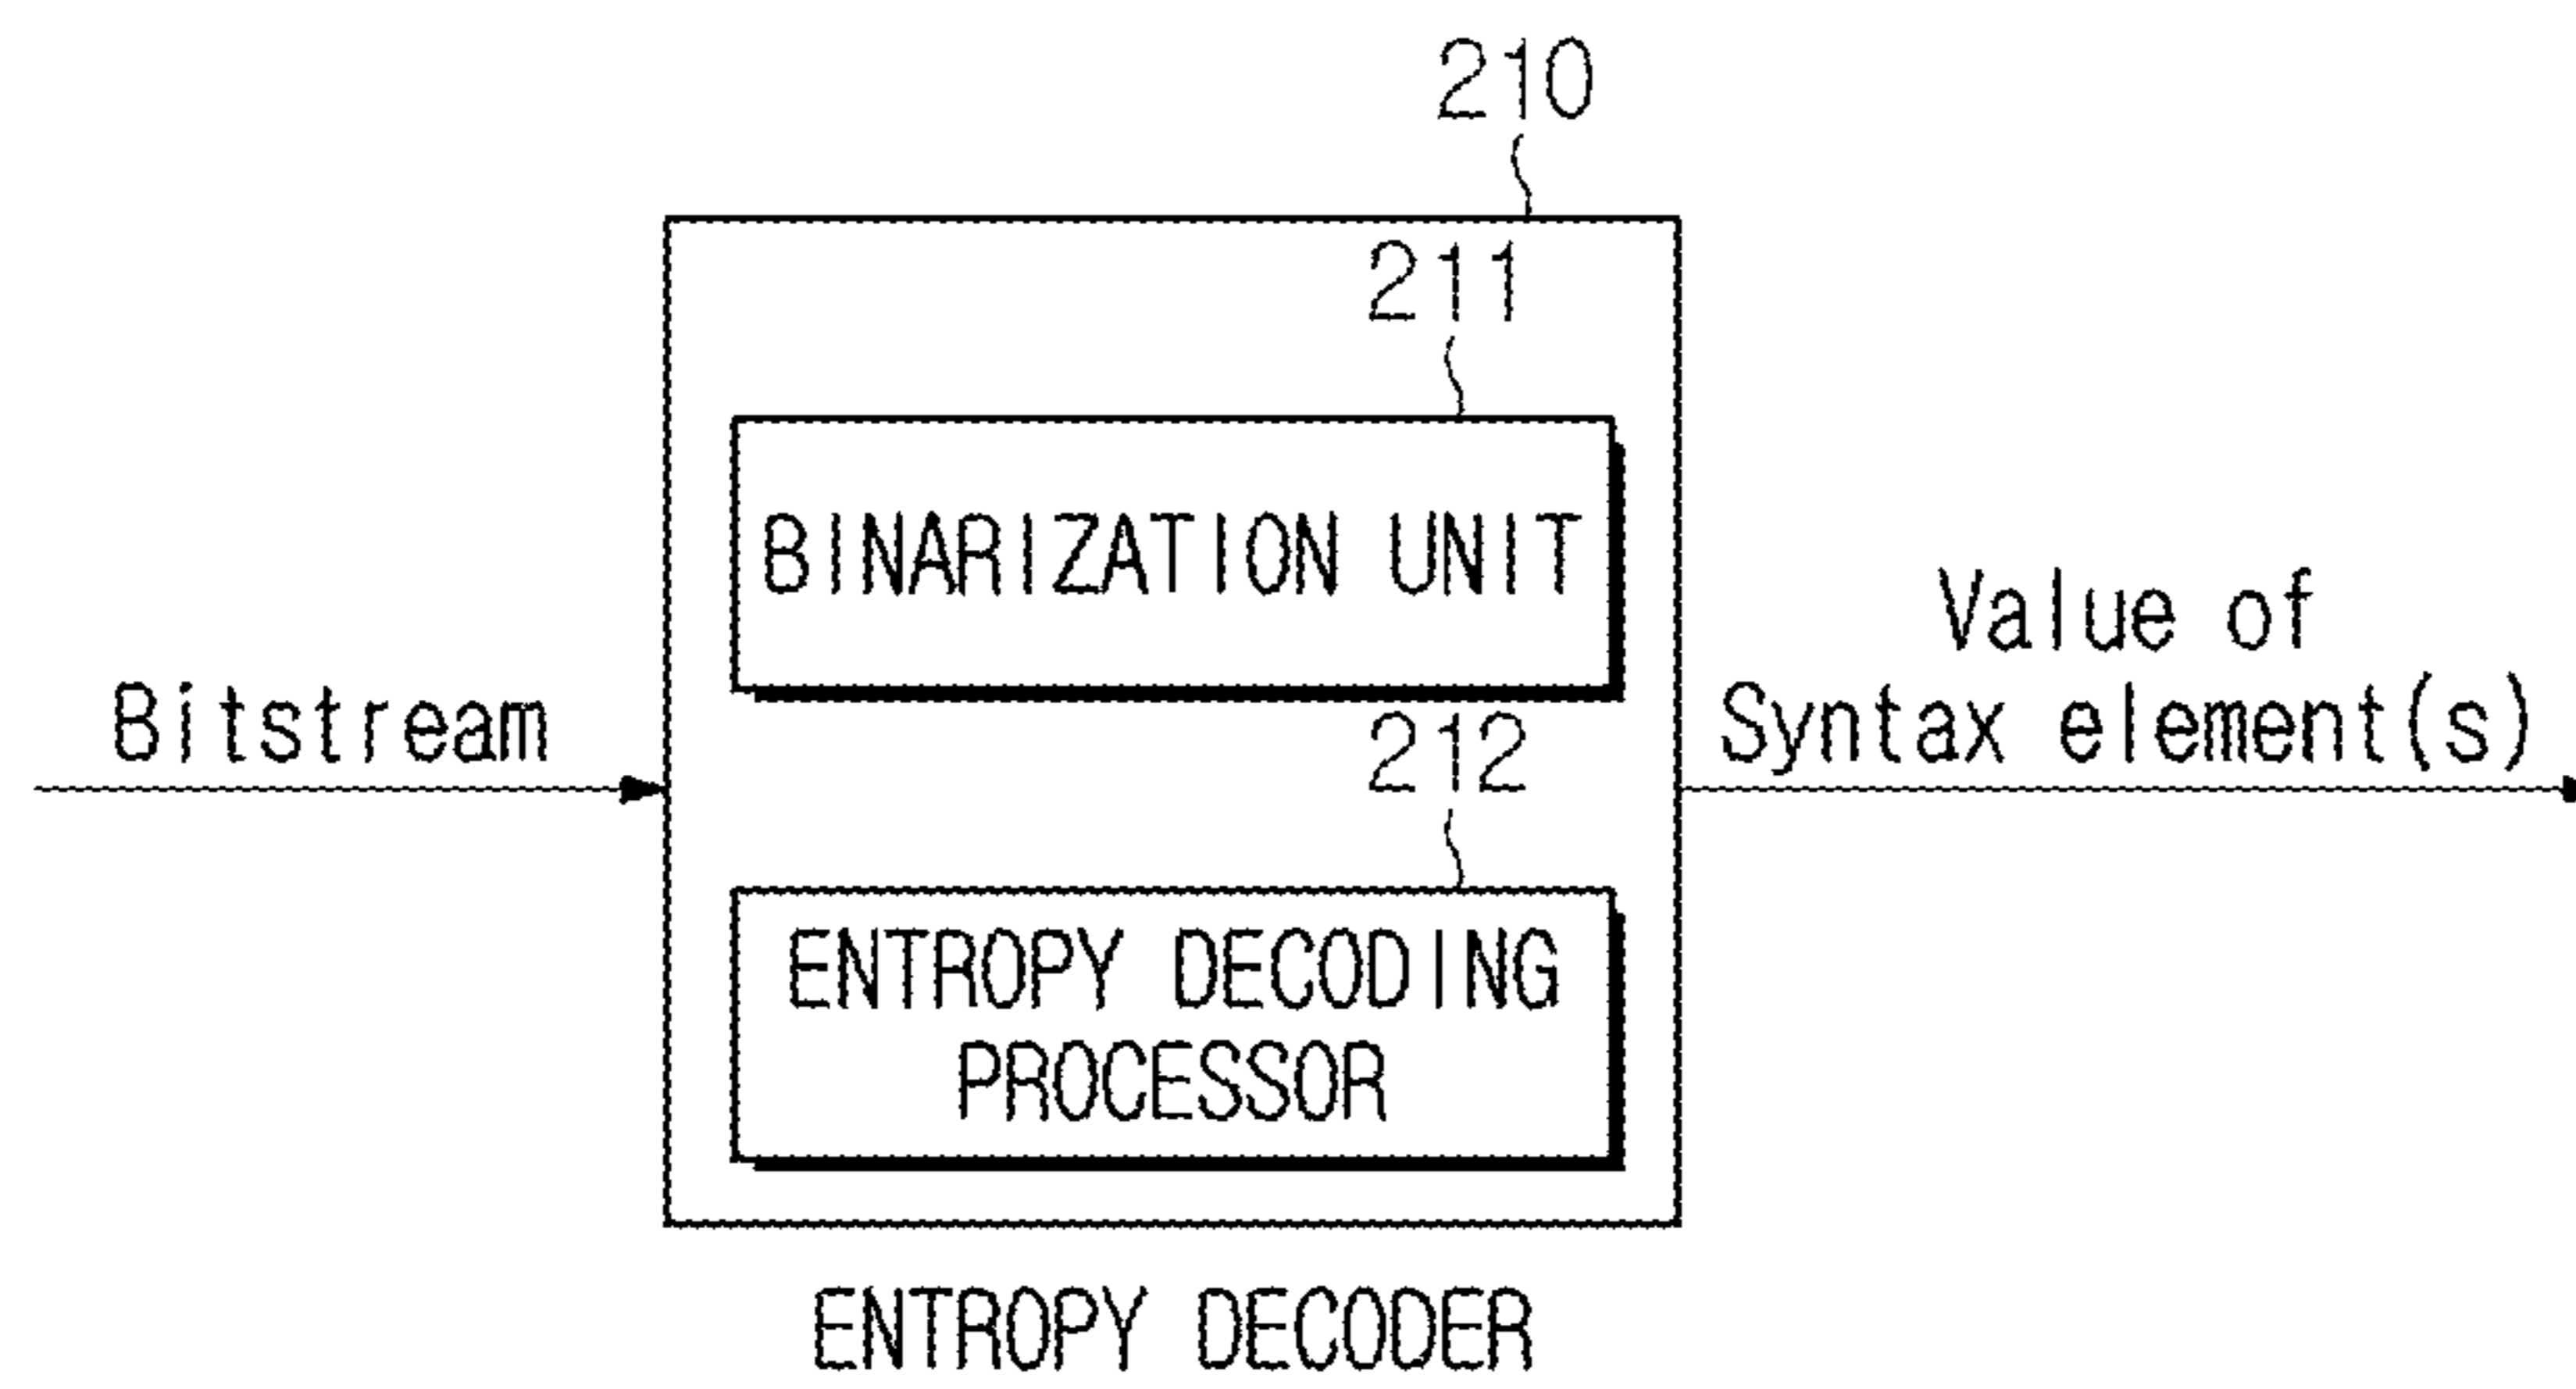 210
211
BINARIZATION UNIT
Bitstream
Value of
Syntax element(s)
212
ENTROPY DECODING
PROCESSOR
ENTROPY DECODER